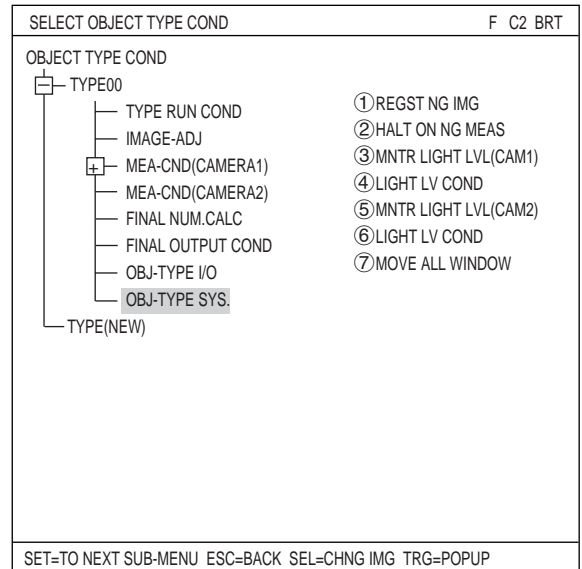 SELECT OBJECT TYPE COND F C2 BRT
OBJECT TYPE COND
TYPE00
TYPE RUN COND
IMAGE-ADJ
MEA-CND(CAMERA1)
MEA-CND(CAMERA2)
FINAL NUM.CALC
FINAL OUTPUT COND
OBJ-TYPE I/O
OBJ-TYPE SYS.
TYPE(NEW)
①REGST NG IMG
②HALT ON NG MEAS
③MNTR LIGHT LVL(CAM1)
④LIGHT LV COND
⑤MNTR LIGHT LVL(CAM2)
⑥LIGHT LV COND
⑦MOVE ALL WINDOW
SET=TO NEXT SUB-MENU ESC=BACK SEL=CHNG IMG TRG=POPUP